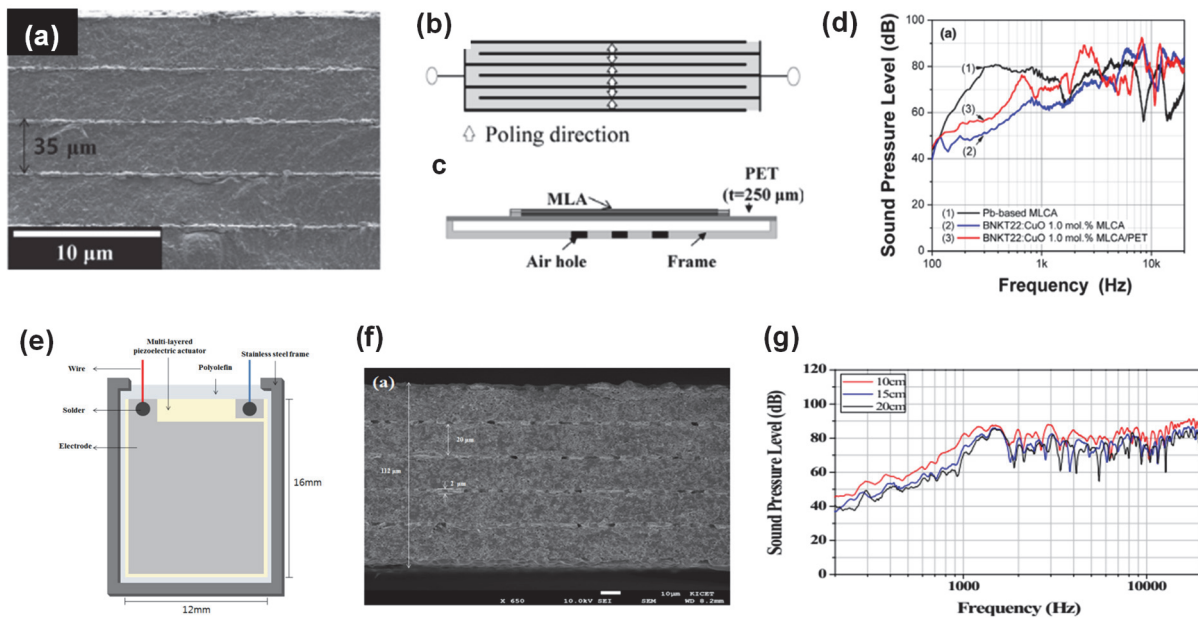 (a)
35 μm
10 μm
(b)
Poling direction
c
MLA
PET
(t=250 μm)
Air hole
Frame
(d)
(a)
Sound Pressure Level (dB)
100
80
60
40
20
0
(1)
(3)
(2)
(1) Pb-based MLCA
(2) BNKT22:CuO 1.0 mol.% MLCA
(3) BNKT22:CuO 1.0 mol.% MLCA/PET
100
1k
10k
Frequency (Hz)
(e)
Multi-layered
piezoelectric actuator
Stainless steel frame
Wire
Polyolefin
Solder
Electrode
16mm
12mm
(f)
(a)
20 μm
112 μm
2 μm
10μm KICET
X 650 10.0kV SEI SEM WD 8.2mm
(g)
Sound Pressure Level (dB)
120
100
80
60
40
20
0
10cm
15cm
20cm
1000
10000
Frequency (Hz)